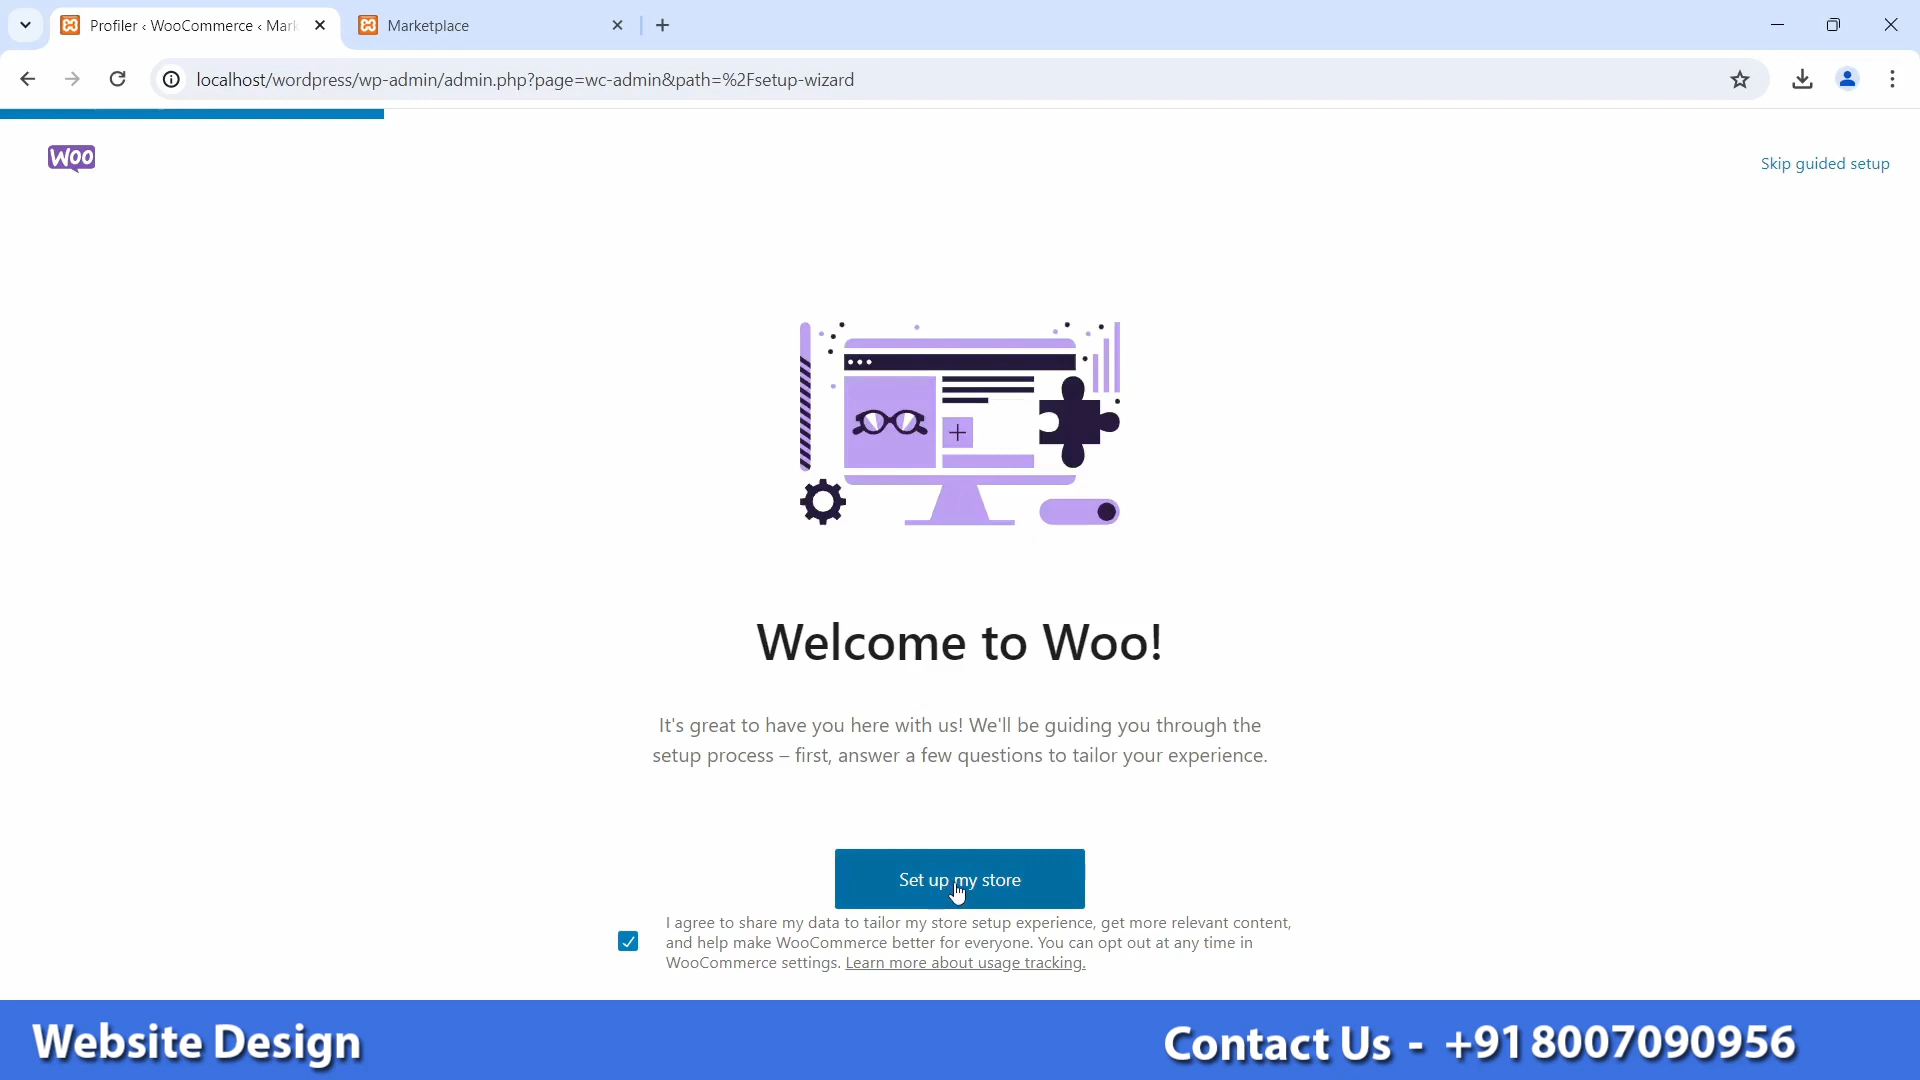 Profiler ‹ WooCommerce ‹ Mark
Marketplace
localhost/wordpress/wp-admin/admin.php?page=wc-admin&path=%2Fsetup-wizard
Woo
Skip guided setup
Welcome to Woo!
It's great to have you here with us! We'll be guiding you through the
setup process – first, answer a few questions to tailor your experience.
Set up my store
I agree to share my data to tailor my store setup experience, get more relevant content,
and help make WooCommerce better for everyone. You can opt out at any time in
WooCommerce settings. Learn more about usage tracking.
Website Design
Contact Us - +91 8007090956